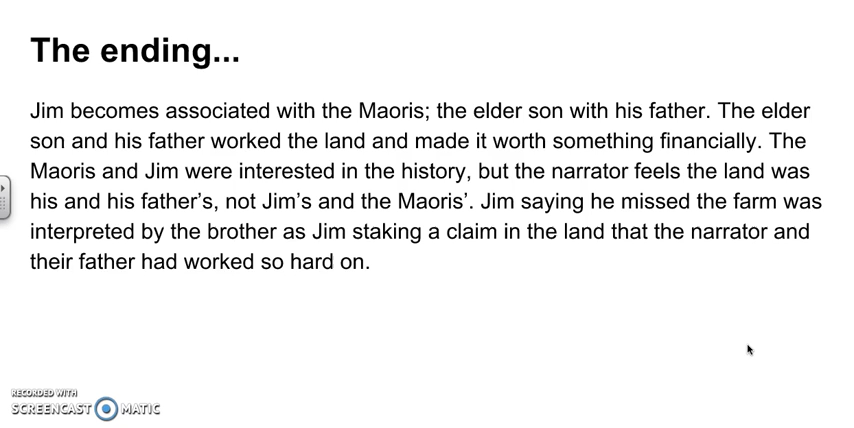 The ending...
Jim becomes associated with the Maoris; the elder son with his father. The elder
son and his father worked the land and made it worth something financially. The
Maoris and Jim were interested in the history, but the narrator feels the land was
his and his father’s, not Jim’s and the Maoris’. Jim saying he missed the farm was
interpreted by the brother as Jim staking a claim in the land that the narrator and
their father had worked so hard on.
RECORDED WITH
SCREENCAST MATIC